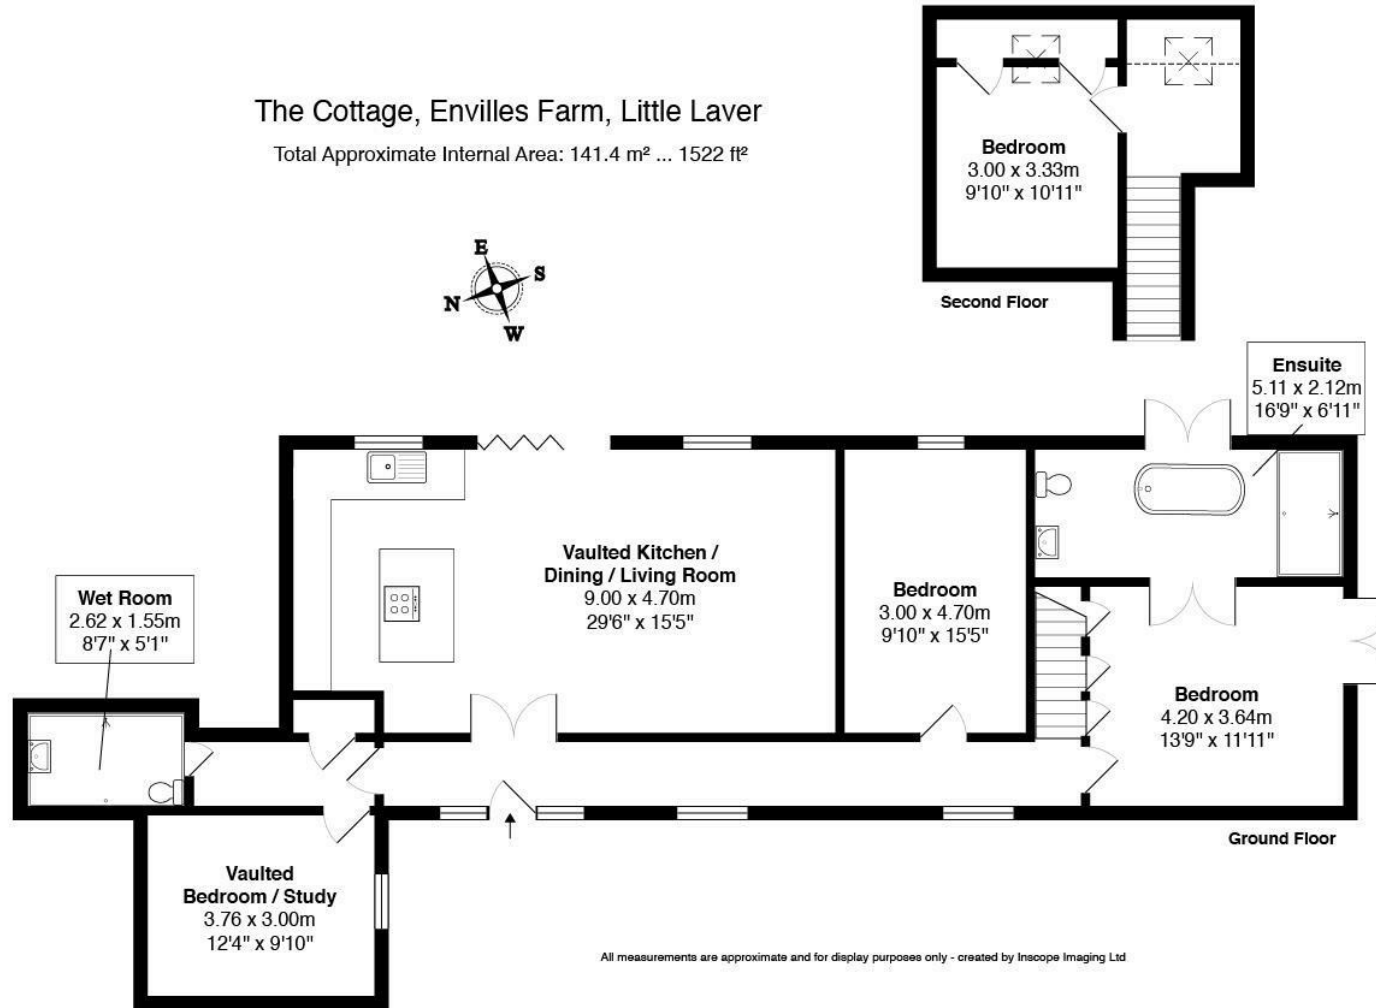 The Cottage, Envilles Farm, Little Laver
Total Approximate Internal Area: 141.4 m² ... 1522 ft²
E
S
N
W
Bedroom
3.00 x 3.33m
9'10" x 10'11"
Second Floor
Ensuite
5.11 x 2.12m
16'9" x 6'11"
Vaulted Kitchen /
Dining / Living Room
9.00 x 4.70m
29'6" x 15'5"
Bedroom
3.00 x 4.70m
9'10" x 15'5"
Wet Room
2.62 x 1.55m
8'7" x 5'1"
Bedroom
4.20 x 3.64m
13'9" x 11'11"
Ground Floor
Vaulted
Bedroom / Study
3.76 x 3.00m
12'4" x 9'10"
All measurements are approximate and for display purposes only - created by Inscope Imaging Ltd